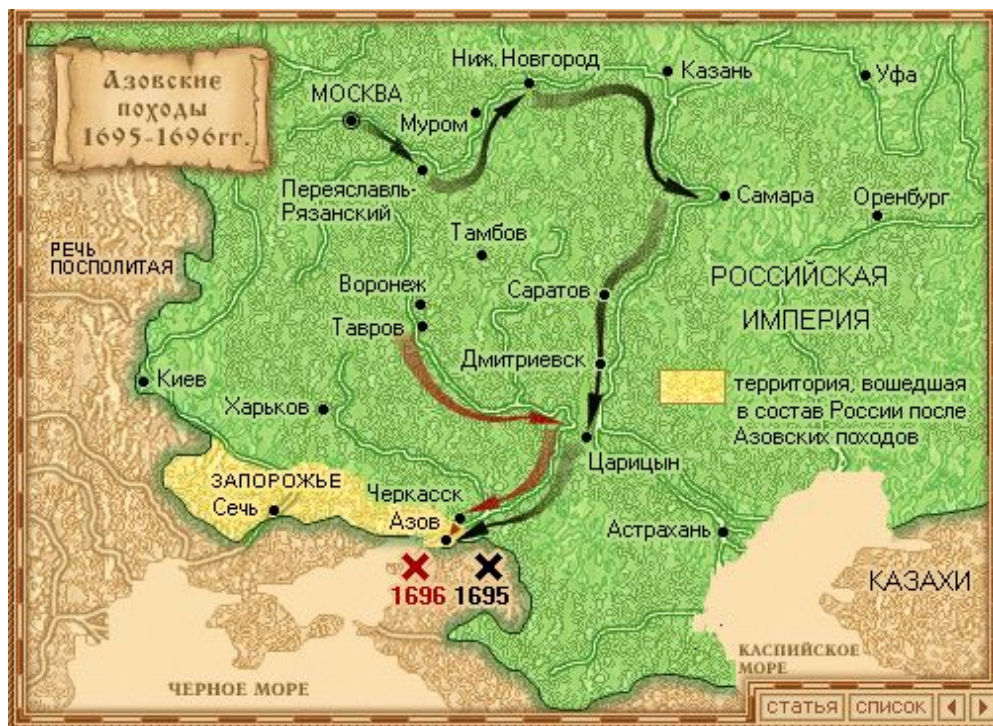 Азовские
походы
1695-1696гг.
Ниж. Новгород
Казань
Уфа
МОСКВА
Муром
Переяславль-
Рязанский
Самара
Оренбург
Тамбов
РЕЧЬ
ПОСПОЛИТАЯ
Воронеж
Саратов
РОССИЙСКАЯ
ИМПЕРИЯ
Тавров
Дмитриевск
Киев
Харьков
территория, вошедшая
в состав России после
Азовских походов
Царицын
ЗАПОРОЖЬЕ
Сечь
Черкасск
Азов
Астрахань
1696 1695
КАЗАХИ
КАСПИЙСКОЕ
МОРЕ
ЧЕРНОЕ МОРЕ
статья список